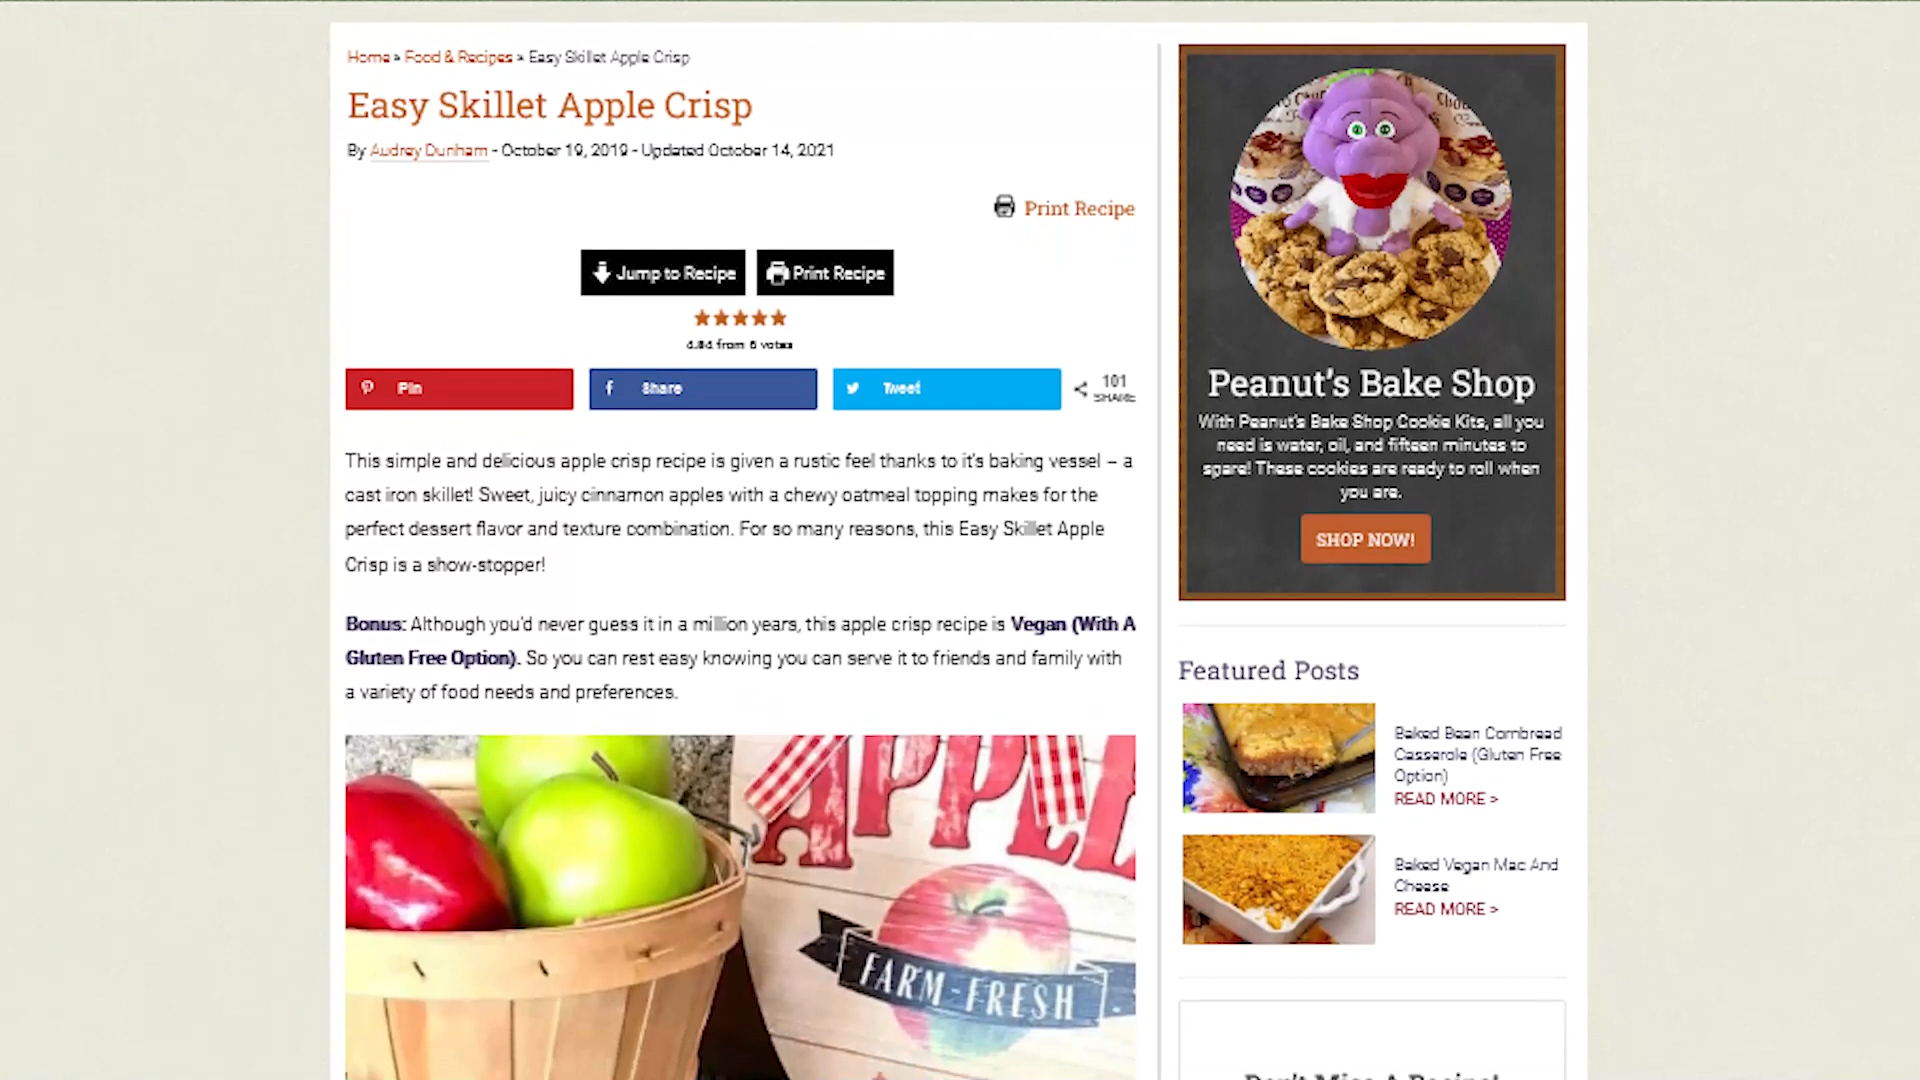 Home » Food & Recipes » Easy Skillet Apple Crisp
Easy Skillet Apple Crisp
By Audrey Dunham - October 19, 2019 - Updated October 14, 2021
Print Recipe
Jump to Recipe
Print Recipe
4.84 from 6 votes
Pin
Share
Tweet
101
SHARE
This simple and delicious apple crisp recipe is given a rustic feel thanks to it's baking vessel – a
cast iron skillet! Sweet, juicy cinnamon apples with a chewy oatmeal topping makes for the
perfect dessert flavor and texture combination. For so many reasons, this Easy Skillet Apple
Crisp is a show-stopper!
Bonus: Although you'd never guess it in a million years, this apple crisp recipe is Vegan (With A
Gluten Free Option). So you can rest easy knowing you can serve it to friends and family with
a variety of food needs and preferences.
FARM-FRESH
Peanut's Bake Shop
With Peanut's Bake Shop Cookie Kits, all you
need is water, oil, and fifteen minutes to
spare! These cookies are ready to roll when
you are.
SHOP NOW!
Featured Posts
Baked Bean Cornbread
Casserole (Gluten Free
Option)
READ MORE >
Baked Vegan Mac And
Cheese
READ MORE >
Don't Miss A Recipe!